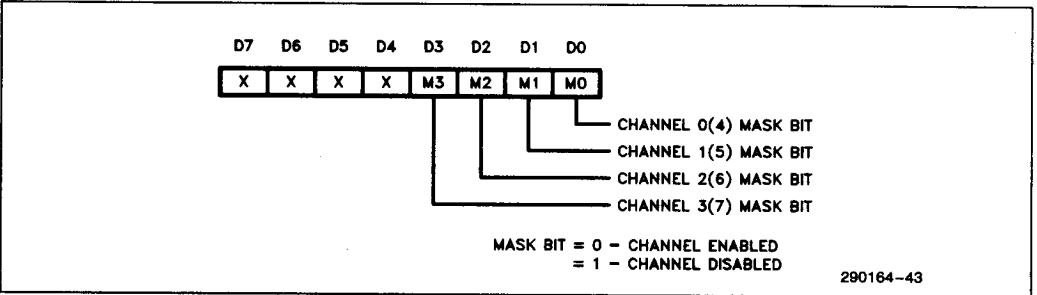 D7 D6 D5 D4 D3 D2 D1 D0
X X X X M3 M2 M1 M0
CHANNEL 0(4) MASK BIT
CHANNEL 1(5) MASK BIT
CHANNEL 2(6) MASK BIT
CHANNEL 3(7) MASK BIT
MASK BIT = 0 – CHANNEL ENABLED
= 1 – CHANNEL DISABLED
290164–43